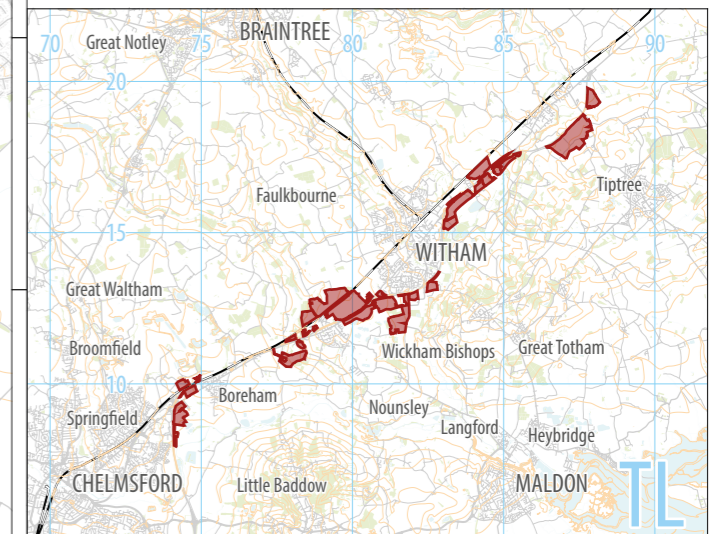 70 75 80 85 90
Great Notley
BRAINTREE
20
Faulkbourne
Tiptree
15
WITHAM
Great Waltham
Broomfield
Wickham Bishops
Great Totham
10
Boreham
Springfield
Nounsley
Langford
Heybridge
CHELMSFORD
Little Baddow
MALDON
TL